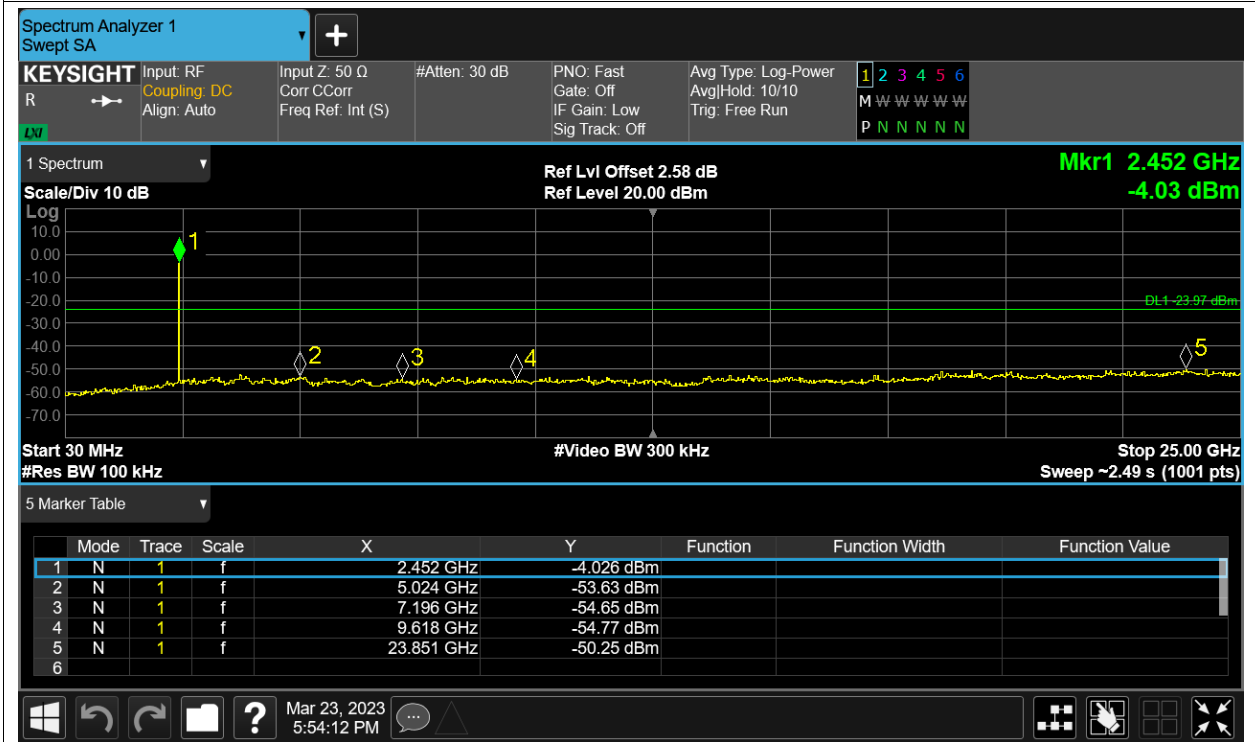 Spectrum Analyzer 1
Swept SA
+
KEYSIGHT
R
LXI
Input: RF
Coupling: DC
Align: Auto
Input Z: 50 Ω
Corr CCorr
Freq Ref: Int (S)
#Atten: 30 dB
PNO: Fast
Gate: Off
IF Gain: Low
Sig Track: Off
Avg Type: Log-Power
Avg|Hold: 10/10
Trig: Free Run
1 2 3 4 5 6
M W W W W W
P N N N N N
1 Spectrum
Scale/Div 10 dB
Ref Lvl Offset 2.58 dB
Ref Level 20.00 dBm
Mkr1 2.452 GHz
-4.03 dBm
Log
10.0
0.00
-10.0
-20.0
-30.0
-40.0
-50.0
-60.0
-70.0
1
2
3
4
5
DL1 -23.97 dBm
Start 30 MHz
#Video BW 300 kHz
Stop 25.00 GHz
#Res BW 100 kHz
Sweep ~2.49 s (1001 pts)
5 Marker Table
Mode Trace Scale X Y Function Function Width Function Value
1 N 1 f 2.452 GHz -4.026 dBm
2 N 1 f 5.024 GHz -53.63 dBm
3 N 1 f 7.196 GHz -54.65 dBm
4 N 1 f 9.618 GHz -54.77 dBm
5 N 1 f 23.851 GHz -50.25 dBm
6
?
Mar 23, 2023
5:54:12 PM